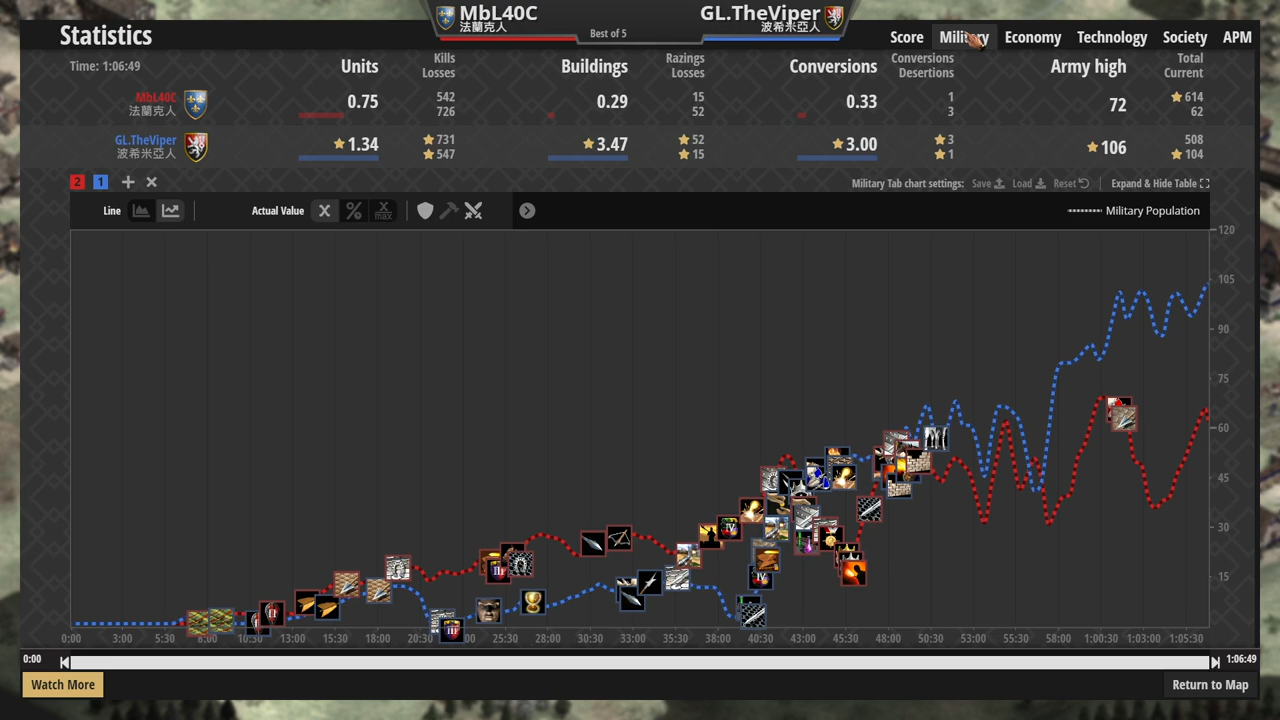 MbL40C
法蘭克人
Best of 5
GL.TheViper
波希米亞人
Statistics
Score Military Economy Technology Society APM
Time: 1:06:49
Units
Kills
Losses
Buildings
Razings
Losses
Conversions
Conversions
Desertions
Army high
Total
Current
MbL40C
法蘭克人
0.75
542
726
0.29
15
52
0.33
1
3
72
614
62
GL.TheViper
波希米亞人
1.34
731
547
3.47
52
15
3.00
3
1
106
508
104
2 1
Military Tab chart settings: Save Load Reset Expand & Hide Table
Line
Actual Value X % X max
Military Population
120
105
90
75
60
45
30
15
0:00 3:00 5:30 8:00 10:30 13:00 15:30 18:00 20:30 23:00 25:30 28:00 30:30 33:00 35:30 38:00 40:30 43:00 45:30 48:00 50:30 53:00 55:30 58:00 1:00:30 1:03:00 1:05:30
0:00 1:06:49
Watch More
Return to Map